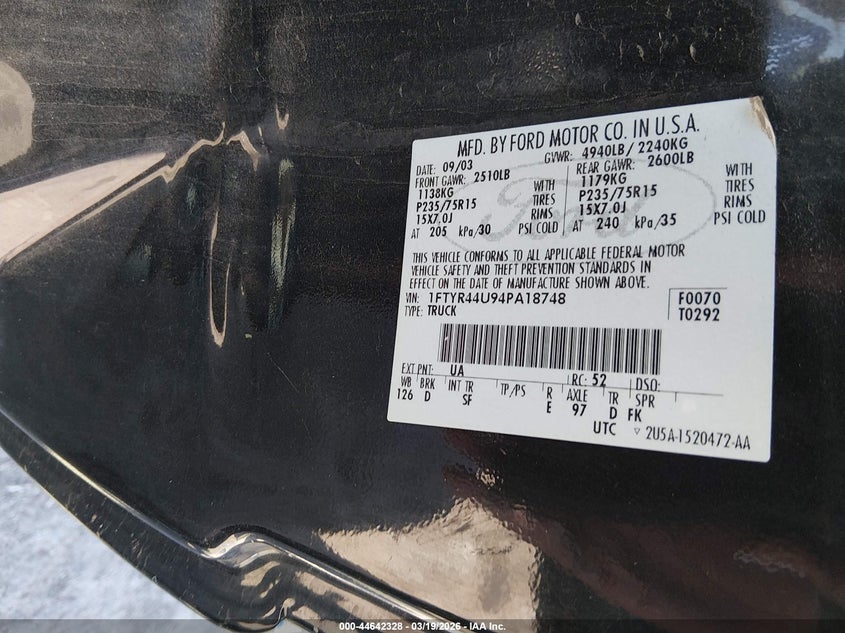 MFD. BY FORD MOTOR CO. IN U.S.A.
DATE: 09/03 GVWR: 4940LB/ 2240KG
FRONT GAWR: 2510LB REAR GAWR: 2600LB
1138KG WITH 1179KG WITH
P235/75R15 TIRES P235/75R15 TIRES
15X7.0J RIMS 15X7.0J RIMS
AT 205 kPa/30 PSI COLD AT 240 kPa/35 PSI COLD
Ford
THIS VEHICLE CONFORMS TO ALL APPLICABLE FEDERAL MOTOR
VEHICLE SAFETY AND THEFT PREVENTION STANDARDS IN
EFFECT ON THE DATE OF MANUFACTURE SHOWN ABOVE.
VIN: 1FTYR44U94PA18748 F0070
TYPE: TRUCK T0292
EXT PNT: UA RC: 52 DSO:
WB BRK INT TR TP/PS R AXLE TR SPR
126 D SF E 97 D FK
UTC ▽ 2U5A-1520472-AA
000-44642328 | 03/19/2026 | IAA Inc.